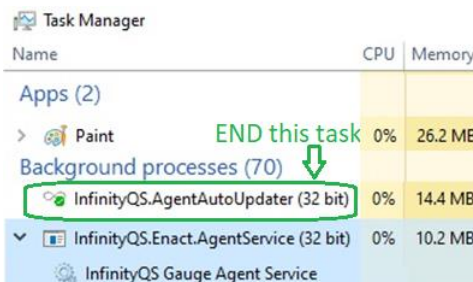 Task Manager
Name CPU Memory
Apps (2)
Paint 0% 26.2 MB
END this task
Background processes (70)
InfinityQS.AgentAutoUpdater (32 bit) 0% 14.4 MB
InfinityQS.Enact.AgentService (32 bit) 0% 10.2 MB
InfinityQS Gauge Agent Service